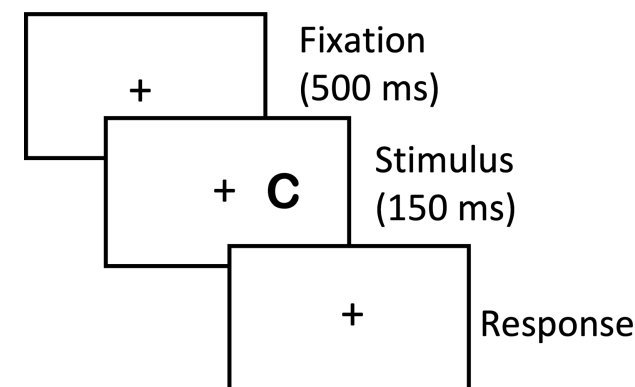 Fixation
(500 ms)
+
Stimulus
(150 ms)
+ C
+
Response